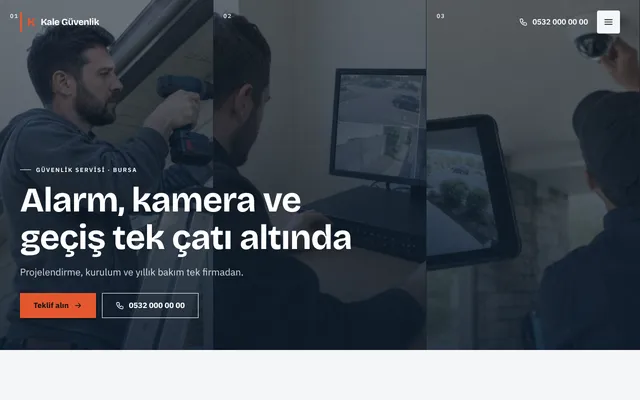 01
K Kale Güvenlik
02
03
0532 000 00 00
GÜVENLİK SERVİSİ · BURSA
Alarm, kamera ve
geçiş tek çatı altında
Projelendirme, kurulum ve yıllık bakım tek firmadan.
Teklif alın →
0532 000 00 00